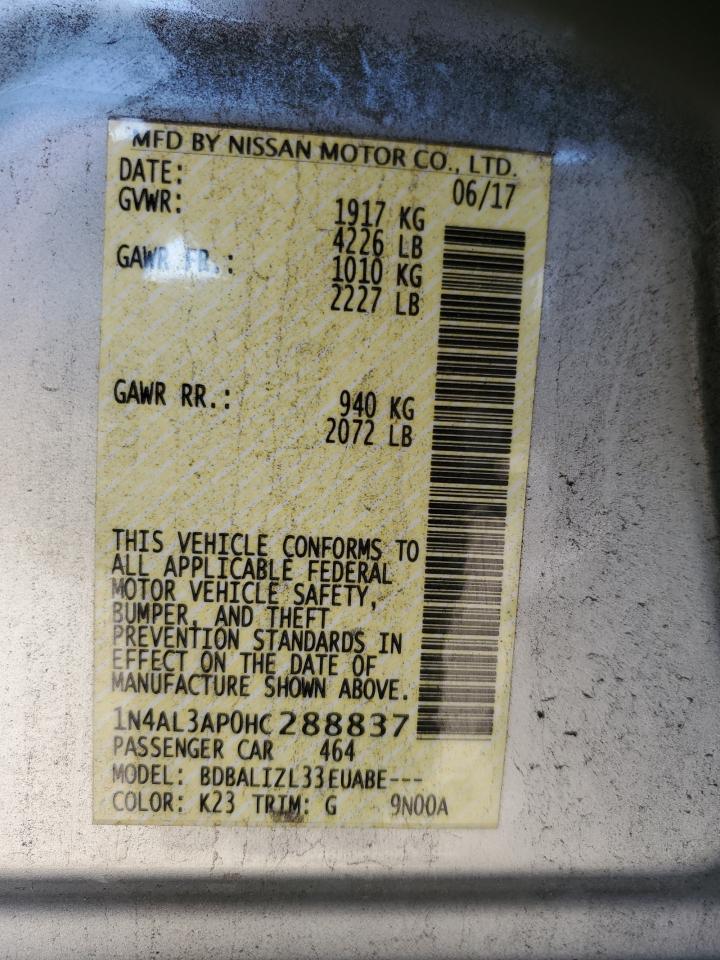 MFD BY NISSAN MOTOR CO., LTD.
DATE: 06/17
GVWR: 1917 KG
4226 LB
GAWR FR.: 1010 KG
2227 LB
GAWR RR.: 940 KG
2072 LB
THIS VEHICLE CONFORMS TO
ALL APPLICABLE FEDERAL
MOTOR VEHICLE SAFETY,
BUMPER, AND THEFT
PREVENTION STANDARDS IN
EFFECT ON THE DATE OF
MANUFACTURE SHOWN ABOVE.
1N4AL3AP0HC288837
PASSENGER CAR 464
MODEL: BDBALIZL33EUABE---
COLOR: K23 TRIM: G 9N00A